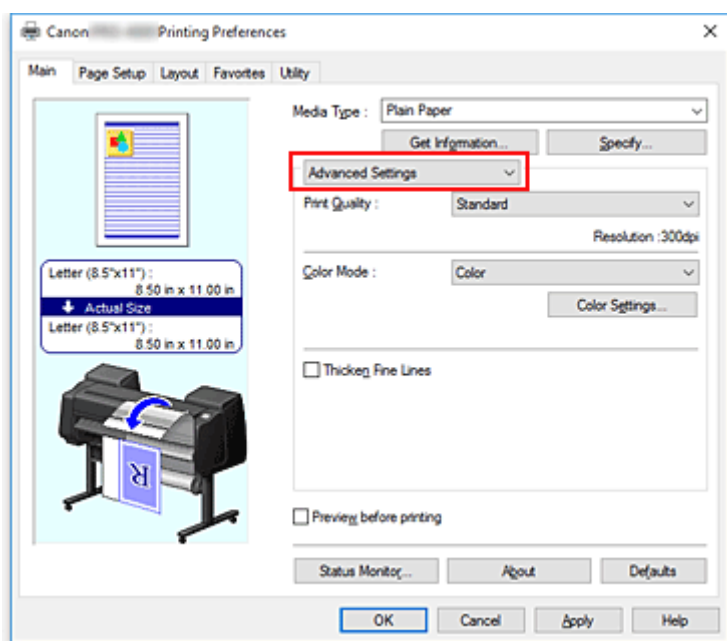 Canon Printing Preferences
Main Page Setup Layout Favorites Utility
Media Type : Plain Paper
Get Information... Specify...
Advanced Settings
Print Quality : Standard
Resolution :300dpi
Color Mode : Color
Color Settings...
Thicken Fine Lines
Letter (8.5"x11") :
8.50 in x 11.00 in
Actual Size
Letter (8.5"x11") :
8.50 in x 11.00 in
R
Preview before printing
Status Monitor... About Defaults
OK Cancel Apply Help